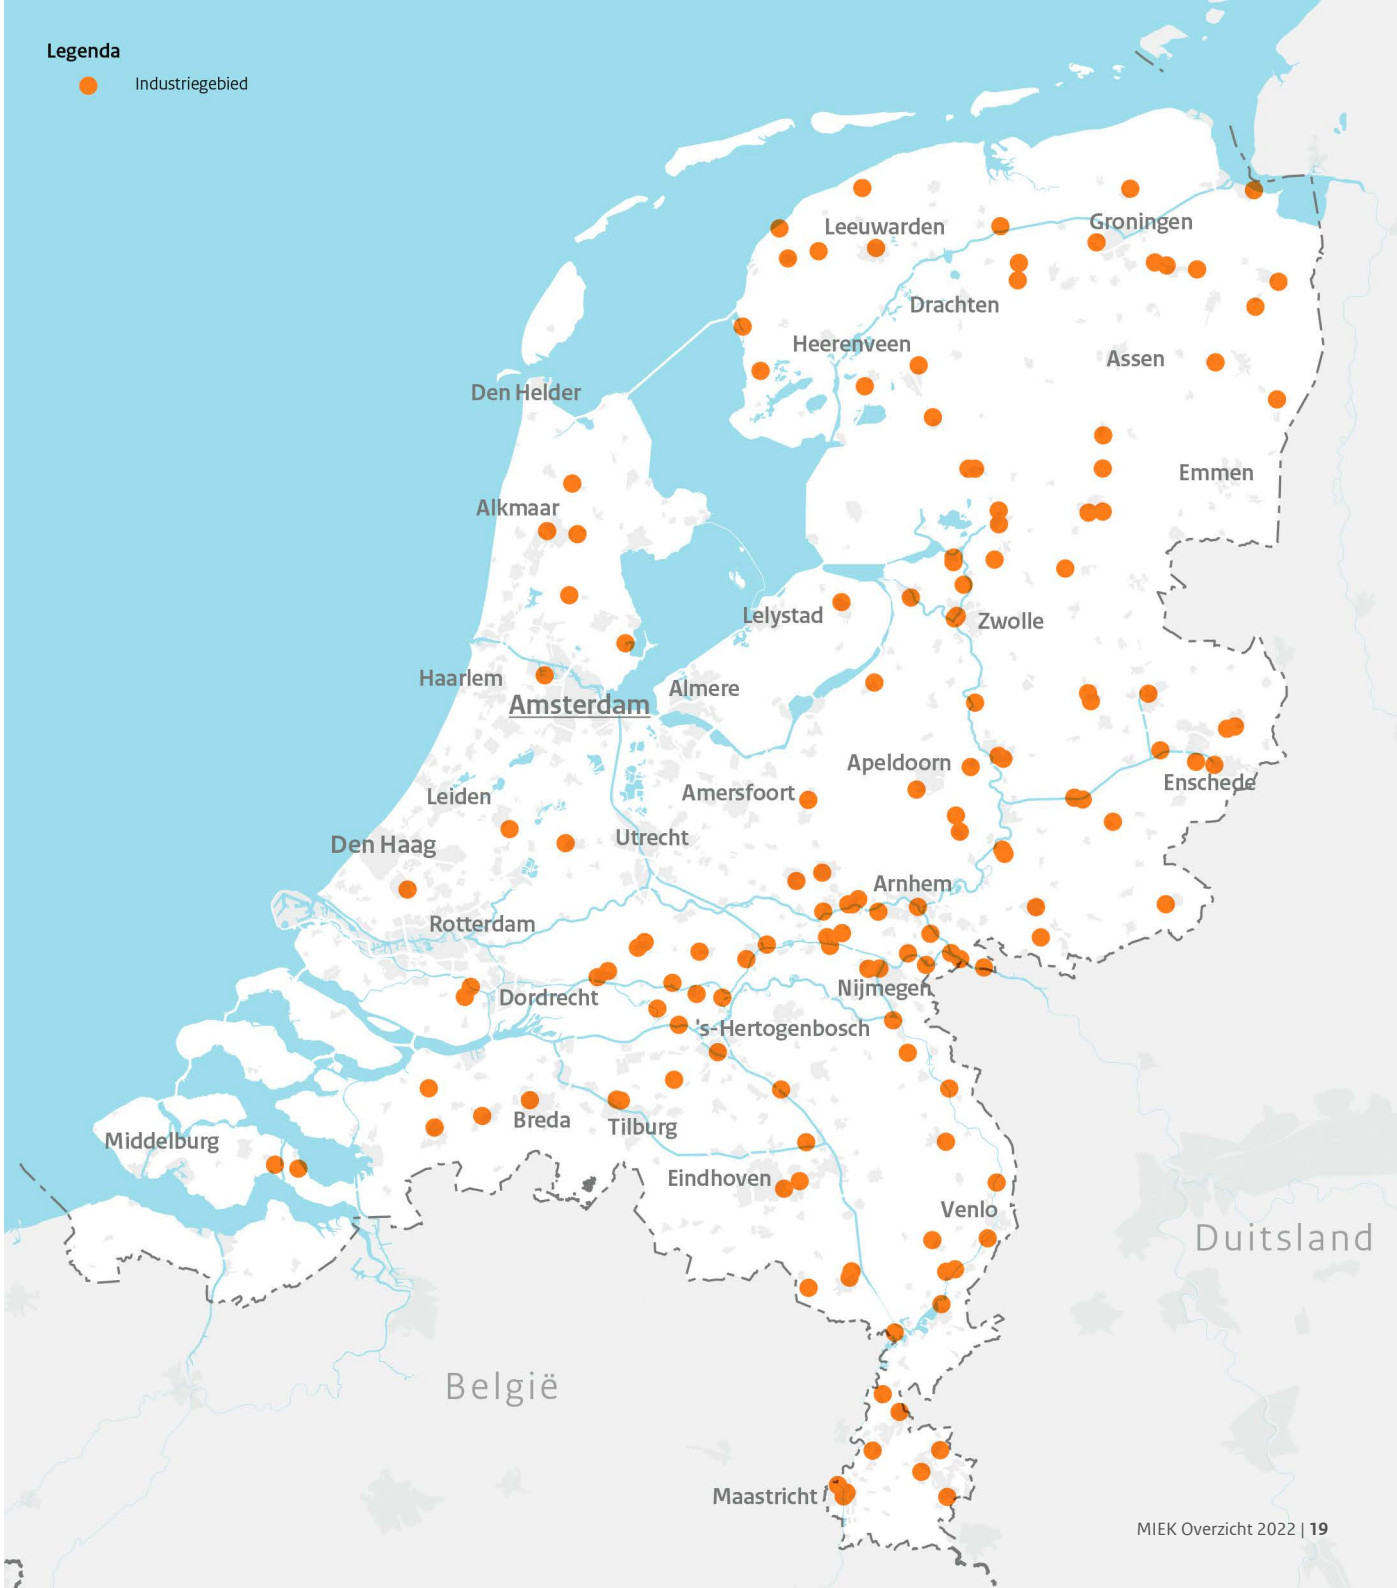 Legenda
Industriegebied
Leeuwarden
Groningen
Drachten
Heerenveen
Assen
Den Helder
Emmen
Alkmaar
Lelystad
Zwolle
Haarlem
Almere
Amsterdam
Apeldoorn
Enschede
Amersfoort
Leiden
Utrecht
Den Haag
Arnhem
Rotterdam
Nijmegen
Dordrecht
's-Hertogenbosch
Breda
Tilburg
Middelburg
Eindhoven
Venlo
Duitsland
België
Maastricht
MIEK Overzicht 2022 | 19